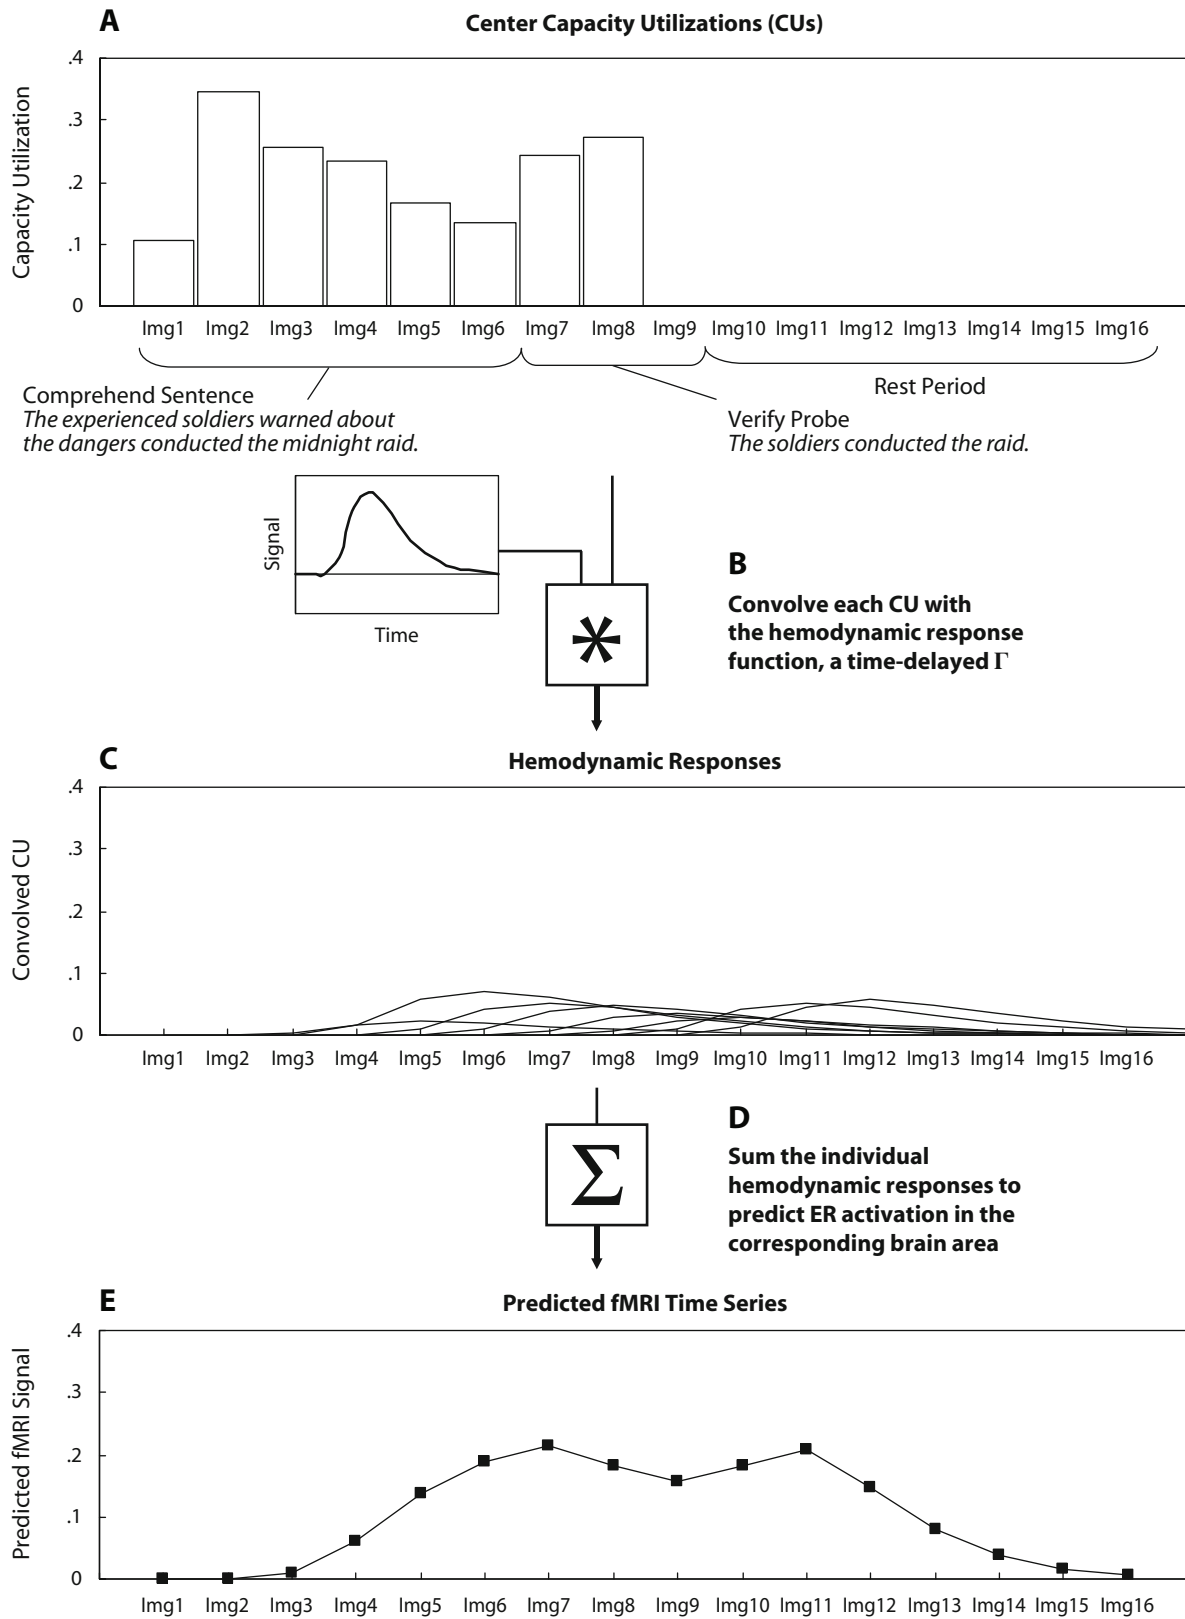 A
Center Capacity Utilizations (CUs)
Capacity Utilization
.4
.3
.2
.1
0
Img1 Img2 Img3 Img4 Img5 Img6 Img7 Img8 Img9 Img10 Img11 Img12 Img13 Img14 Img15 Img16
Comprehend Sentence
The experienced soldiers warned about
the dangers conducted the midnight raid.
Verify Probe
The soldiers conducted the raid.
Rest Period
Signal
Time
*
B
Convolve each CU with
the hemodynamic response
function, a time-delayed Γ
C
Hemodynamic Responses
Convolved CU
.4
.3
.2
.1
0
Img1 Img2 Img3 Img4 Img5 Img6 Img7 Img8 Img9 Img10 Img11 Img12 Img13 Img14 Img15 Img16
Σ
D
Sum the individual
hemodynamic responses to
predict ER activation in the
corresponding brain area
E
Predicted fMRI Time Series
Predicted fMRI Signal
.4
.3
.2
.1
0
Img1 Img2 Img3 Img4 Img5 Img6 Img7 Img8 Img9 Img10 Img11 Img12 Img13 Img14 Img15 Img16